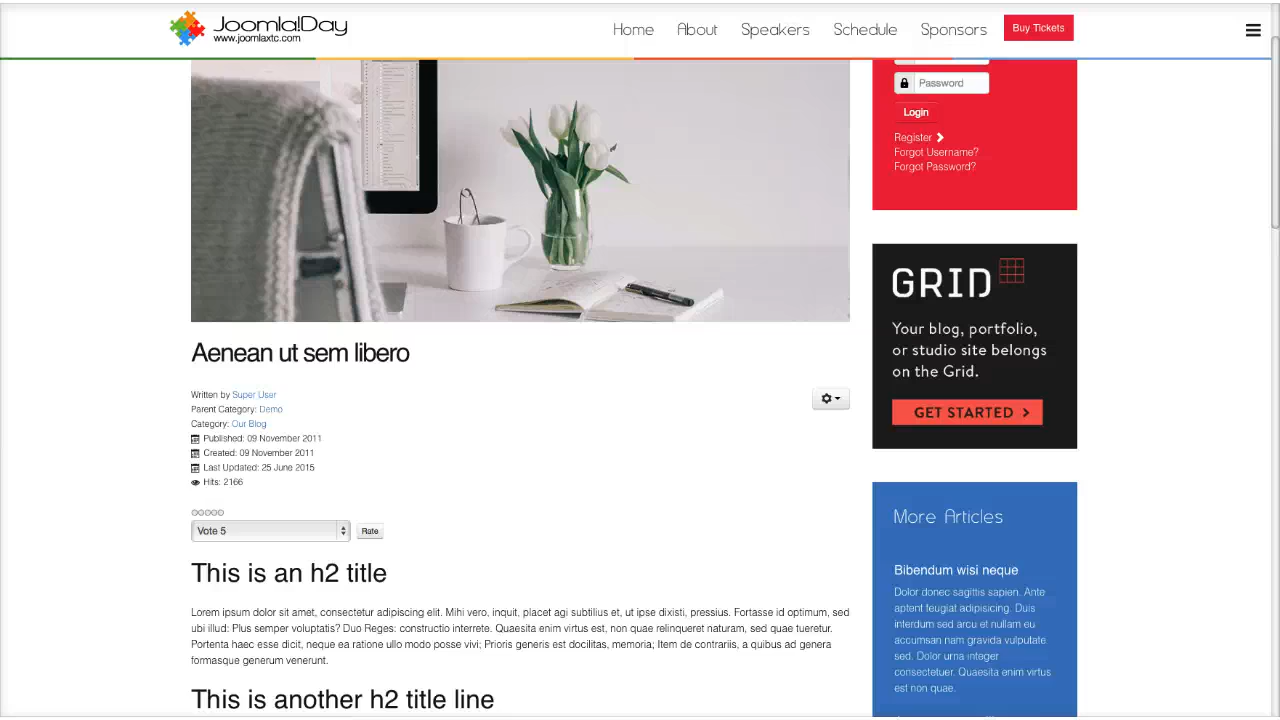 Joomla!Day
www.joomlaxtc.com
Home About Speakers Schedule Sponsors Buy Tickets
Password
Login
Register
Forgot Username?
Forgot Password?
GRID
Your blog, portfolio,
or studio site belongs
on the Grid.
GET STARTED >
Aenean ut sem libero
Written by Super User
Parent Category: Demo
Category: Our Blog
Published: 09 November 2011
Created: 09 November 2011
Last Updated: 25 June 2015
Hits: 2166
Vote 5 Rate
This is an h2 title
Lorem ipsum dolor sit amet, consectetur adipiscing elit. Mihi vero, inquit, placet agi subtilius et, ut ipse dixisti, pressius. Fortasse id optimum, sed
ubi illud: Plus semper voluptatis? Duo Reges: constructio interrete. Quaesita enim virtus est, non quae relinqueret naturam, sed quae tueretur.
Portenta haec esse dicit, neque ea ratione ullo modo posse vivi; Prioris generis est docilitas, memoria; Item de contrariis, a quibus ad genera
formasque generum venerunt.
This is another h2 title line
More Articles
Bibendum wisi neque
Dolor donec sagittis sapien. Ante
aptent feugiat adipisicing. Duis
interdum sed arcu et nullam eu
accumsan nam gravida vulputate
sed. Dolor urna integer
consectetuer. Quaesita enim virtus
est non quae.